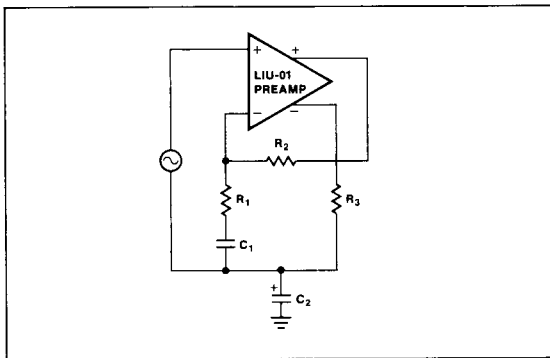 + +
LIU-01
PREAMP
− −
R2
R1
R3
C1
+
C2